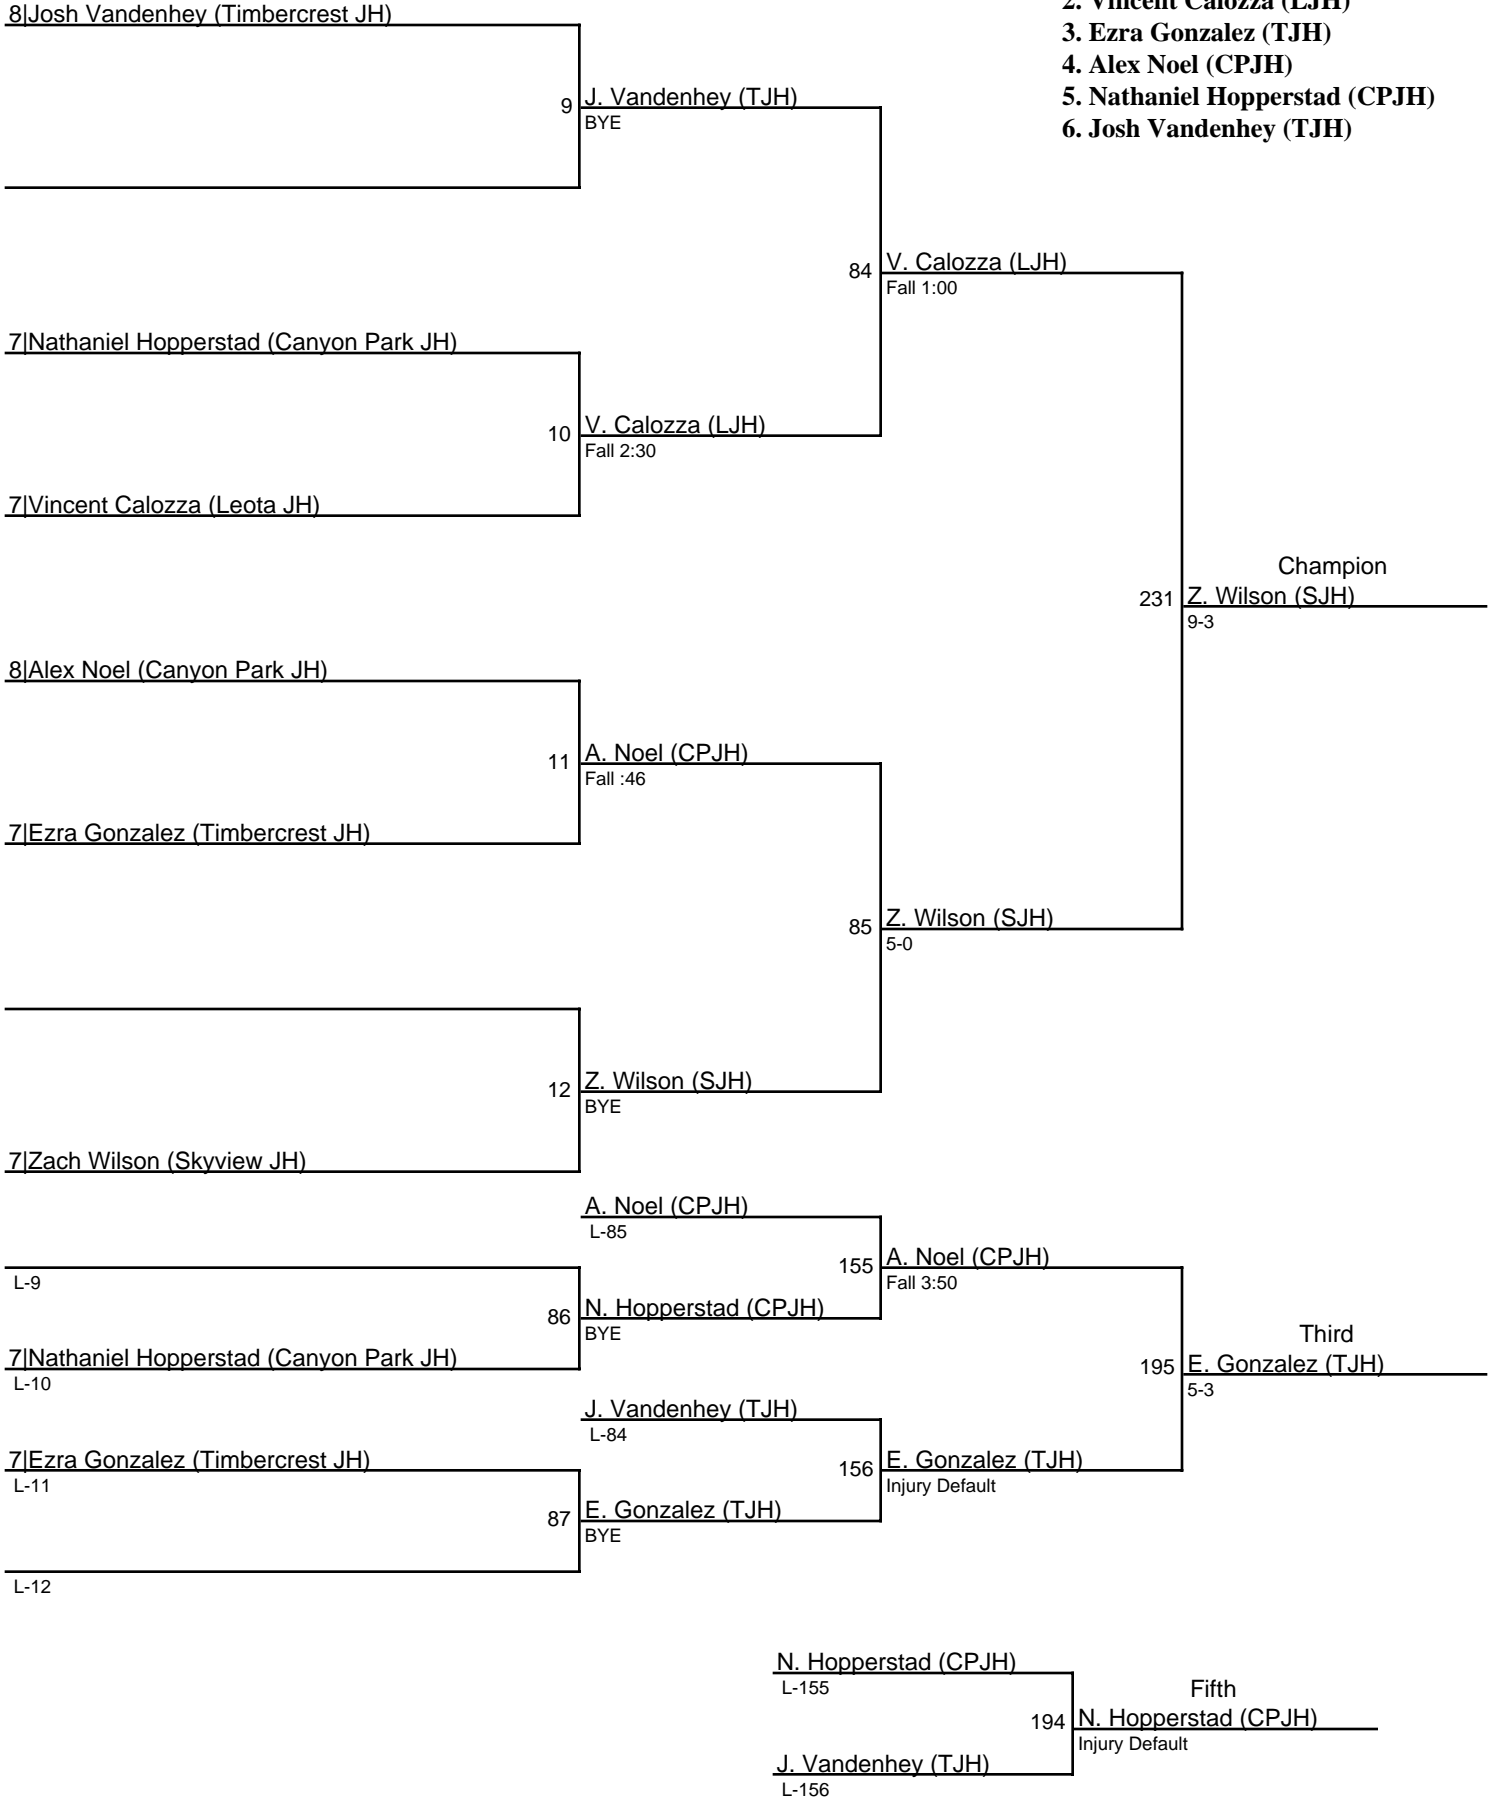 8|Josh Vandenhey (Timbercrest JH)
2. Vincent Calozza (LJH)
3. Ezra Gonzalez (TJH)
4. Alex Noel (CPJH)
5. Nathaniel Hopperstad (CPJH)
6. Josh Vandenhey (TJH)
9 J. Vandenhey (TJH)
BYE
84 V. Calozza (LJH)
Fall 1:00
7|Nathaniel Hopperstad (Canyon Park JH)
10 V. Calozza (LJH)
Fall 2:30
7|Vincent Calozza (Leota JH)
Champion
231 Z. Wilson (SJH)
9-3
8|Alex Noel (Canyon Park JH)
11 A. Noel (CPJH)
Fall :46
7|Ezra Gonzalez (Timbercrest JH)
85 Z. Wilson (SJH)
5-0
12 Z. Wilson (SJH)
BYE
7|Zach Wilson (Skyview JH)
A. Noel (CPJH)
L-85
155 A. Noel (CPJH)
Fall 3:50
L-9
86 N. Hopperstad (CPJH)
BYE
7|Nathaniel Hopperstad (Canyon Park JH)
L-10
Third
195 E. Gonzalez (TJH)
5-3
J. Vandenhey (TJH)
L-84
7|Ezra Gonzalez (Timbercrest JH)
L-11
156 E. Gonzalez (TJH)
Injury Default
87 E. Gonzalez (TJH)
BYE
L-12
N. Hopperstad (CPJH)
L-155
Fifth
194 N. Hopperstad (CPJH)
Injury Default
J. Vandenhey (TJH)
L-156